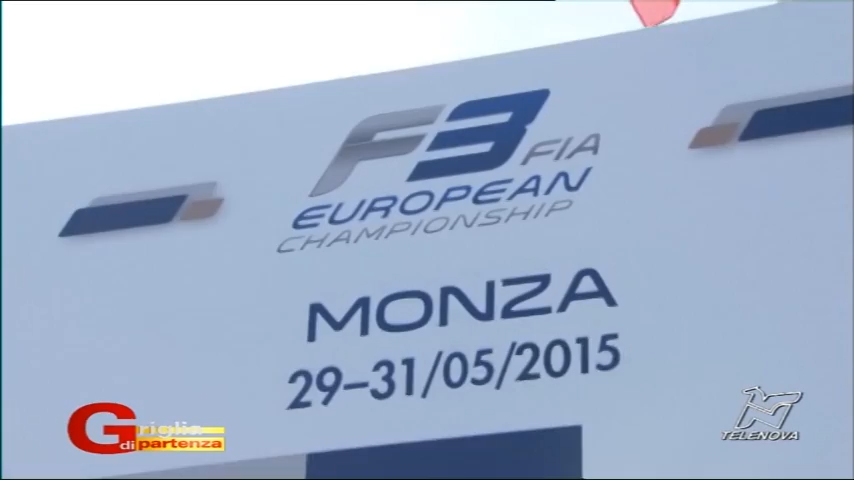 F3 FIA
EUROPEAN
CHAMPIONSHIP
MONZA
29-31/05/2015
Griglia
di partenza
TELENOVA